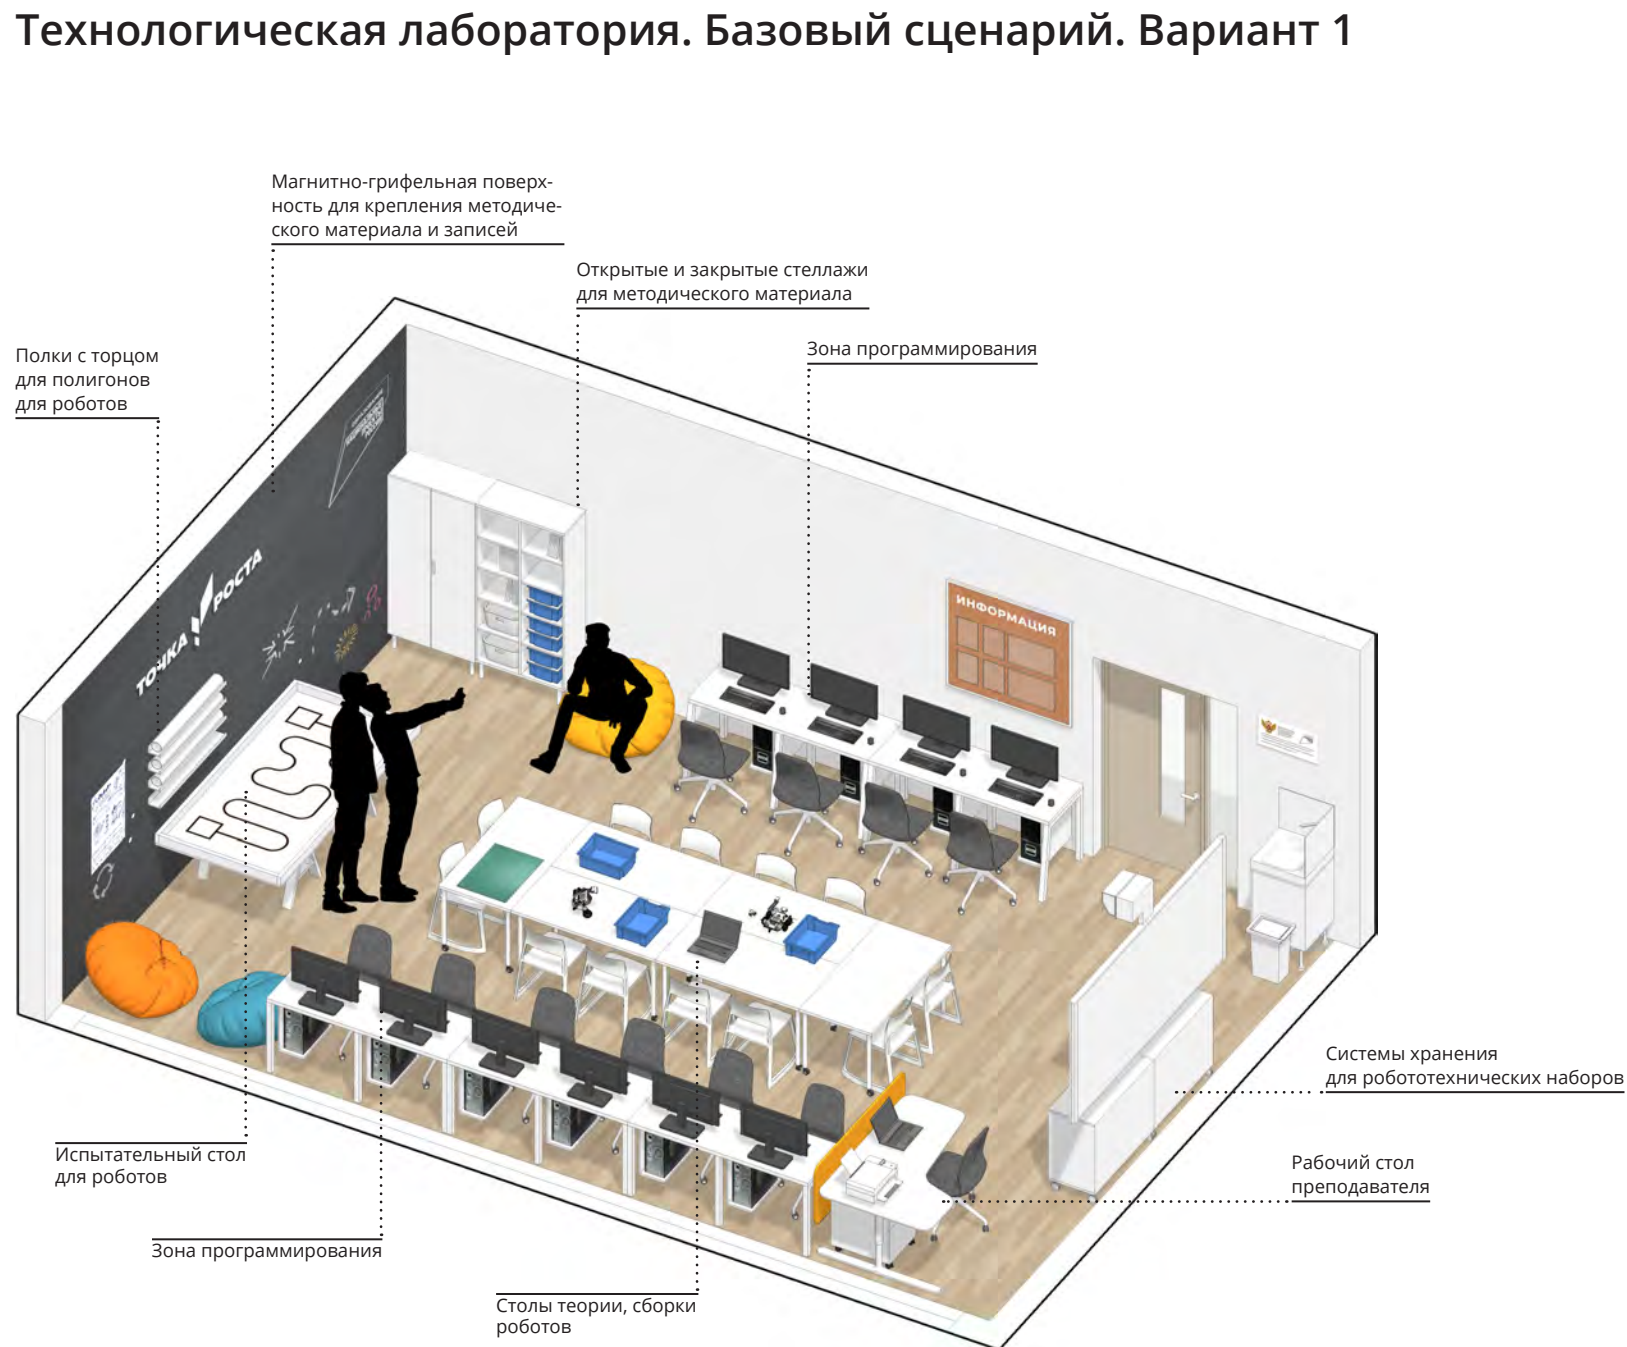 Технологическая лаборатория. Базовый сценарий. Вариант 1
Магнитно-грифельная поверх-
ность для крепления методиче-
ского материала и записей
Открытые и закрытые стеллажи
для методического материала
Зона программирования
Полки с торцом
для полигонов
для роботов
ТОЧКА РОСТА
ИНФОРМАЦИЯ
Системы хранения
для робототехнических наборов
Испытательный стол
для роботов
Рабочий стол
преподавателя
Зона программирования
Столы теории, сборки
роботов